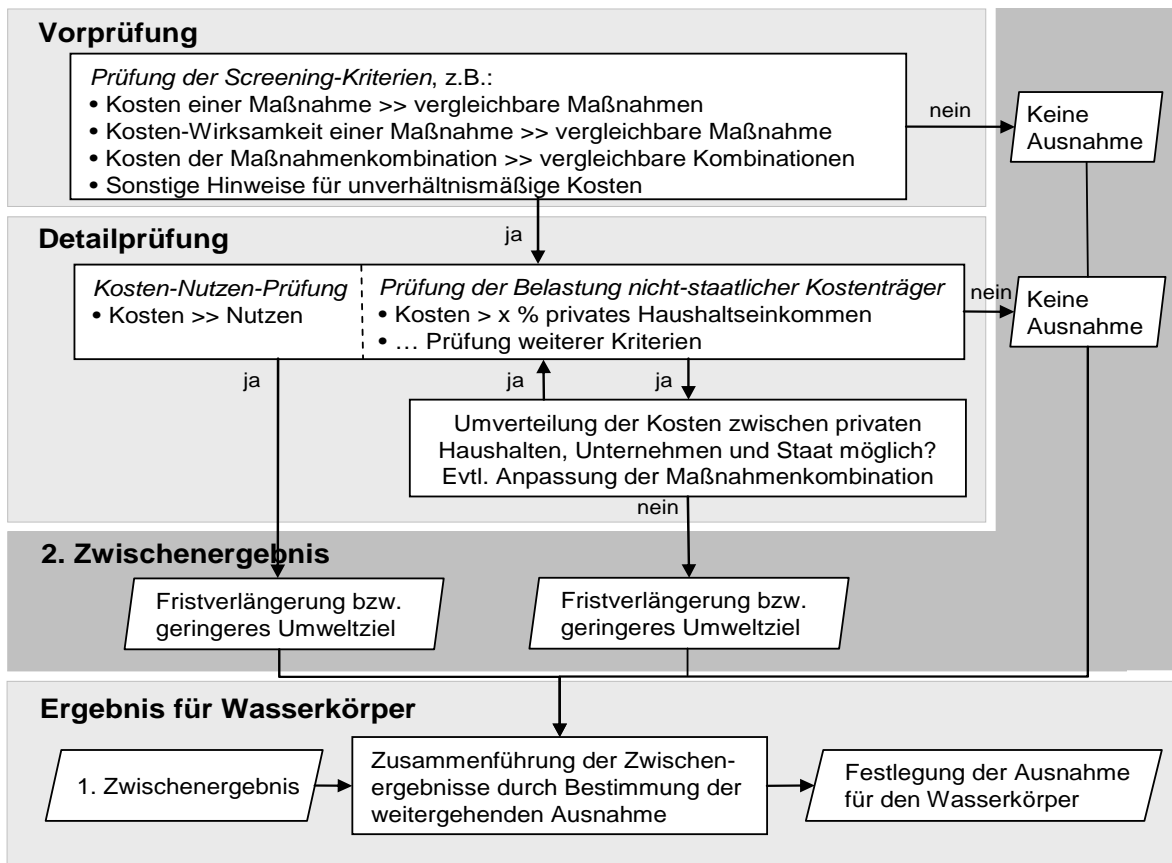 Vorprüfung
Prüfung der Screening-Kriterien, z.B.:
• Kosten einer Maßnahme >> vergleichbare Maßnahmen
• Kosten-Wirksamkeit einer Maßnahme >> vergleichbare Maßnahme
• Kosten der Maßnahmenkombination >> vergleichbare Kombinationen
• Sonstige Hinweise für unverhältnismäßige Kosten
nein
Keine
Ausnahme
ja
Detailprüfung
Kosten-Nutzen-Prüfung
• Kosten >> Nutzen
Prüfung der Belastung nicht-staatlicher Kostenträger
• Kosten > x % privates Haushaltseinkommen
• … Prüfung weiterer Kriterien
nein
Keine
Ausnahme
ja
ja
ja
Umverteilung der Kosten zwischen privaten
Haushalten, Unternehmen und Staat möglich?
Evtl. Anpassung der Maßnahmenkombination
nein
2. Zwischenergebnis
Fristverlängerung bzw.
geringeres Umweltziel
Fristverlängerung bzw.
geringeres Umweltziel
Ergebnis für Wasserkörper
1. Zwischenergebnis
Zusammenführung der Zwischen-
ergebnisse durch Bestimmung der
weitergehenden Ausnahme
Festlegung der Ausnahme
für den Wasserkörper